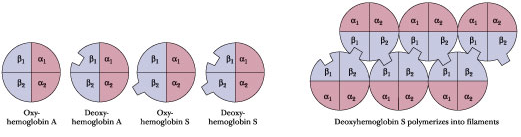 β₁ α₁
β₂ α₂
Oxy-
hemoglobin A
β₁ α₁
β₂ α₂
Deoxy-
hemoglobin A
β₁ α₁
β₂ α₂
Oxy-
hemoglobin S
β₁ α₁
β₂ α₂
Deoxy-
hemoglobin S
α₁ α₂ α₁ α₂ α₁ α₂
β₁ β₂ β₁ β₂ β₁ β₂
β₁ β₂ β₁ β₂ β₁ β₂
α₁ α₂ α₁ α₂ α₁ α₂
Deoxyhemoglobin S polymerizes into filaments